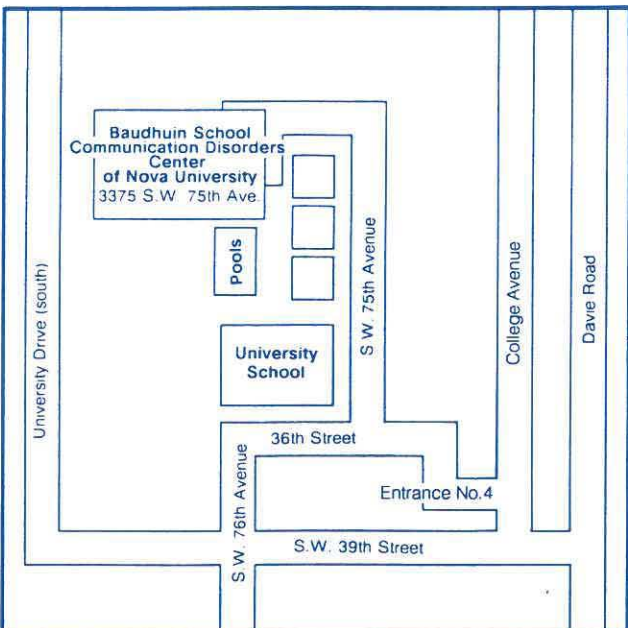 Baudhuin School
Communication Disorders
Center
of Nova University
3375 S.W. 75th Ave.
Pools
University
School
University Drive (south)
S.W. 75th Avenue
College Avenue
Davie Road
36th Street
S.W. 76th Avenue
Entrance No.4
S.W. 39th Street